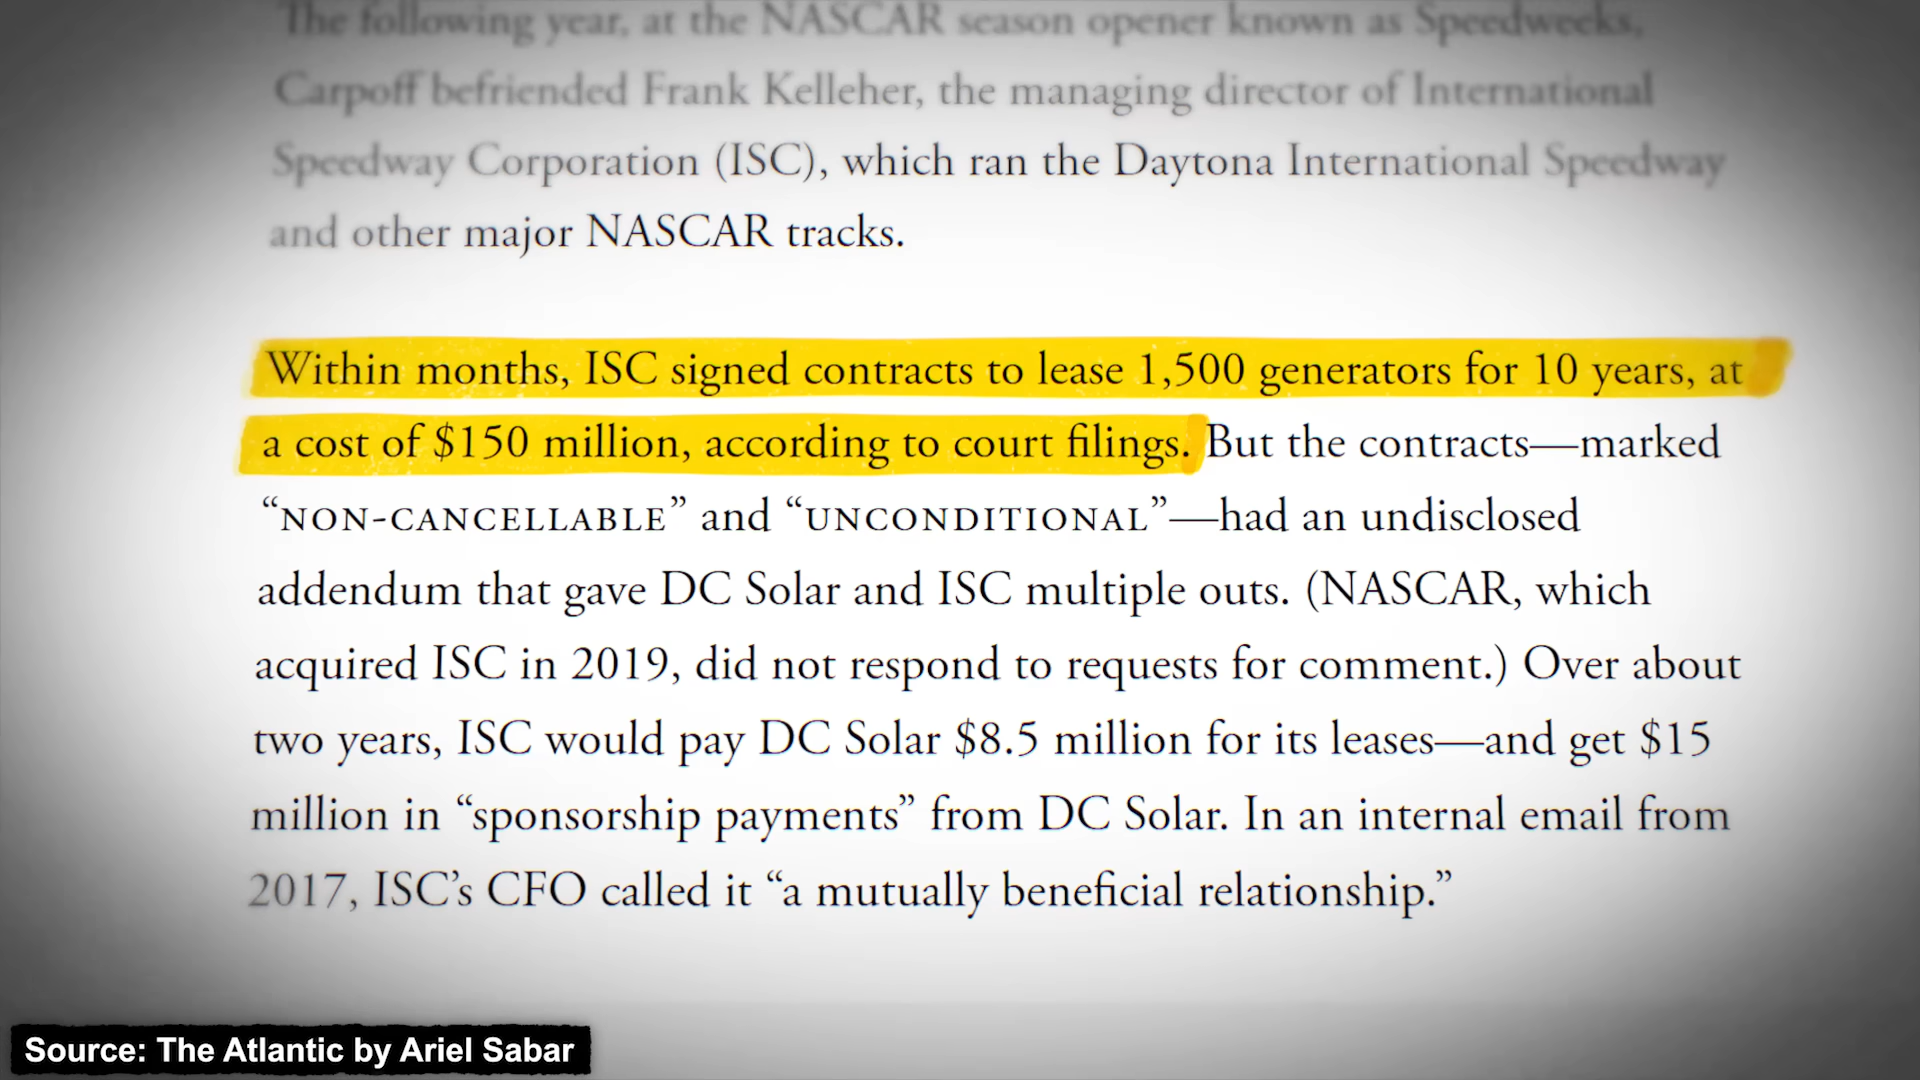 The following year, at the NASCAR season opener known as Speedweeks,
Carpoff befriended Frank Kelleher, the managing director of International
Speedway Corporation (ISC), which ran the Daytona International Speedway
and other major NASCAR tracks.
Within months, ISC signed contracts to lease 1,500 generators for 10 years, at
a cost of $150 million, according to court filings. But the contracts—marked
“NON-CANCELLABLE” and “UNCONDITIONAL”—had an undisclosed
addendum that gave DC Solar and ISC multiple outs. (NASCAR, which
acquired ISC in 2019, did not respond to requests for comment.) Over about
two years, ISC would pay DC Solar $8.5 million for its leases—and get $15
million in “sponsorship payments” from DC Solar. In an internal email from
2017, ISC’s CFO called it “a mutually beneficial relationship.”
Source: The Atlantic by Ariel Sabar